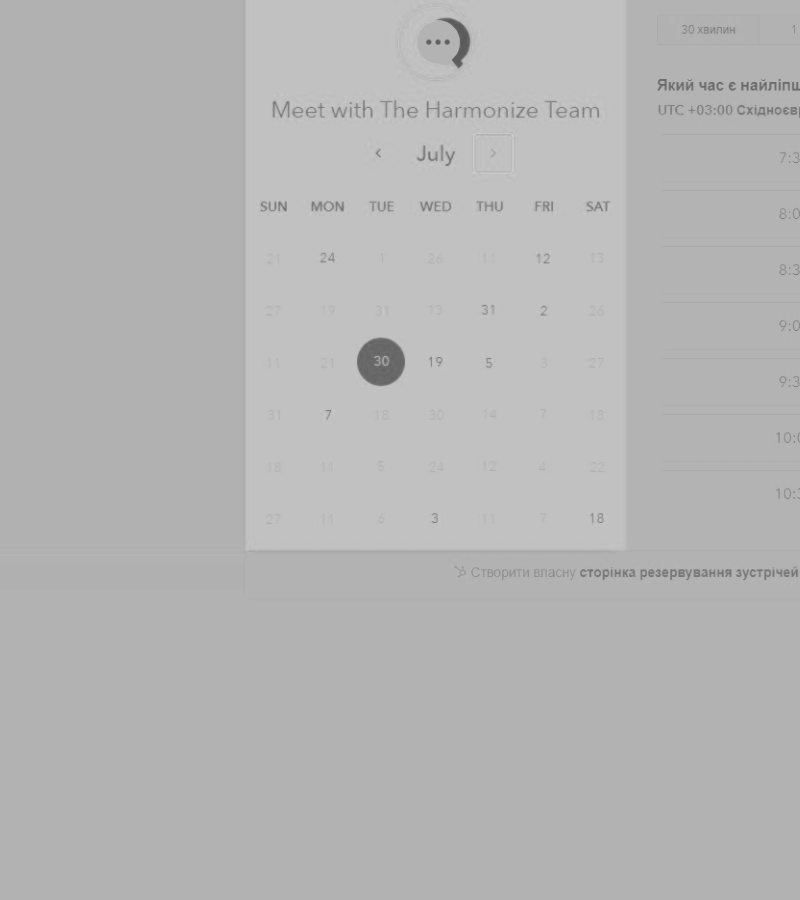 30 хвилин 1
Який час є найліпш
Meet with The Harmonize Team
UTC +03:00 Східноєвр
July
7:3
SUN MON TUE WED THU FRI SAT
8:0
21 24 1 26 11 12 13
8:3
27 19 31 13 31 2 26
9:0
11 21 30 19 5 3 27
9:3
31 7 18 30 14 7 18
10:0
18 11 5 24 12 4 22
10:3
27 11 6 3 11 7 18
Створити власну сторінка резервування зустрічей